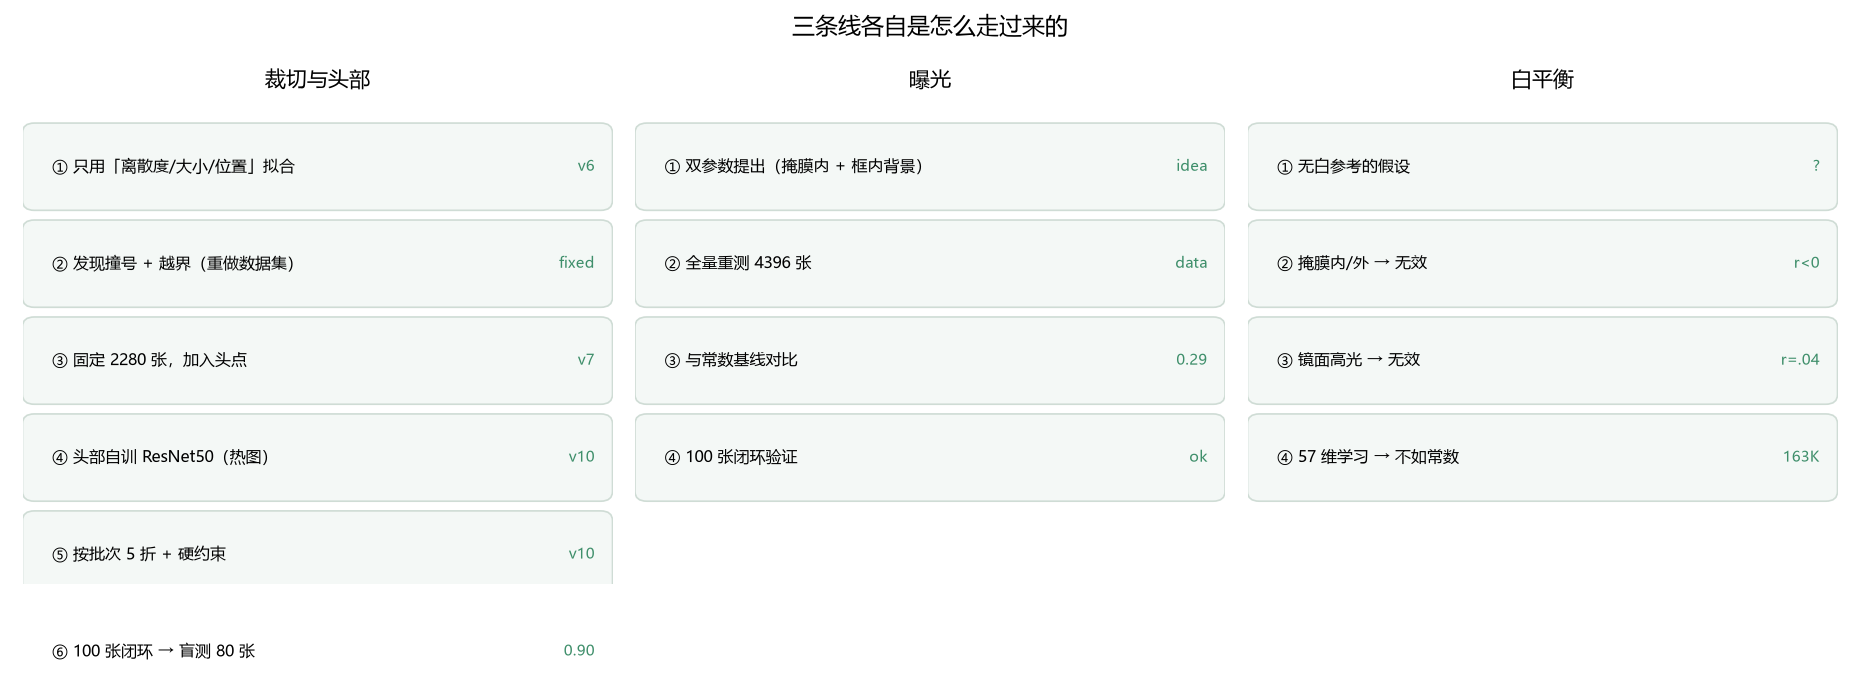 三条线各自是怎么走过来的
裁切与头部
① 只用「离散度/大小/位置」拟合 v6
② 发现撞号 + 越界（重做数据集） fixed
③ 固定 2280 张，加入头点 v7
④ 头部自训 ResNet50（热图） v10
⑤ 按批次 5 折 + 硬约束 v10
⑥ 100 张闭环 → 盲测 80 张 0.90
曝光
① 双参数提出（掩膜内 + 框内背景） idea
② 全量重测 4396 张 data
③ 与常数基线对比 0.29
④ 100 张闭环验证 ok
白平衡
① 无白参考的假设 ?
② 掩膜内/外 → 无效 r<0
③ 镜面高光 → 无效 r=.04
④ 57 维学习 → 不如常数 163K